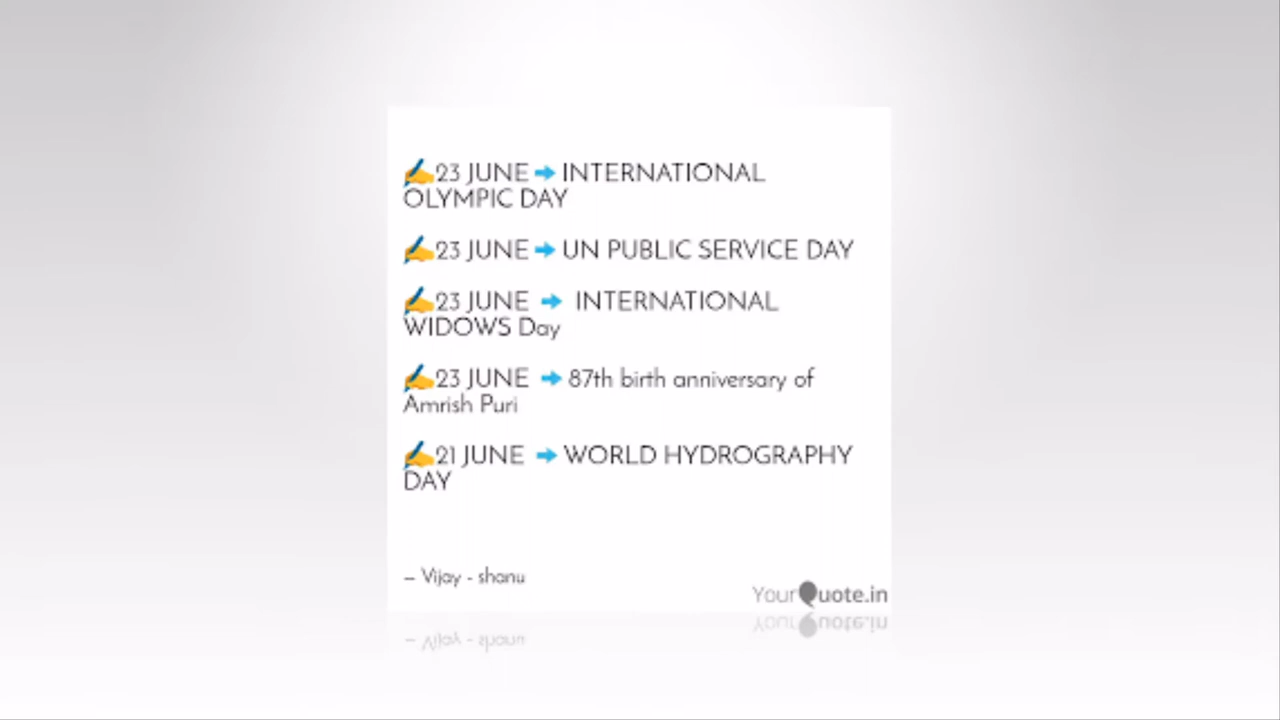 ✍23 JUNE ➡ INTERNATIONAL
OLYMPIC DAY
✍23 JUNE ➡ UN PUBLIC SERVICE DAY
✍23 JUNE ➡ INTERNATIONAL
WIDOWS Day
✍23 JUNE ➡ 87th birth anniversary of
Amrish Puri
✍21 JUNE ➡ WORLD HYDROGRAPHY
DAY
– Vijay - shanu
YourQuote.in